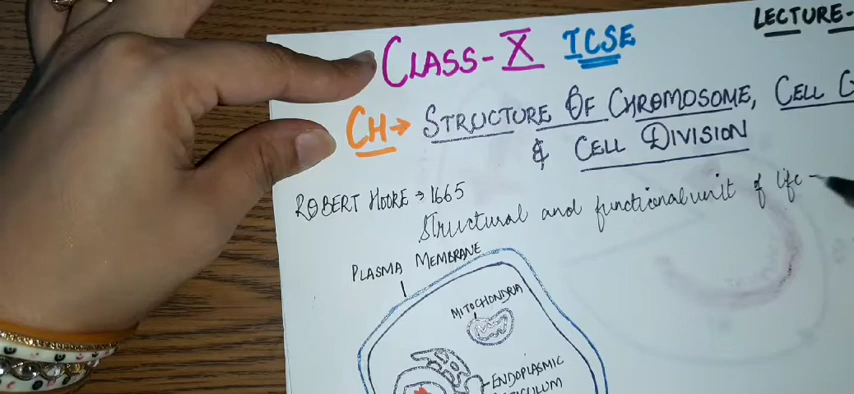 CLASS-X ICSE
LECTURE-
CH→ STRUCTURE OF CHROMOSOME, CELL C
& CELL DIVISION
ROBERT HOOKE → 1665
Structural and functional unit of life -
PLASMA MEMBRANE
MITOCHONDRIA
ENDOPLASMIC